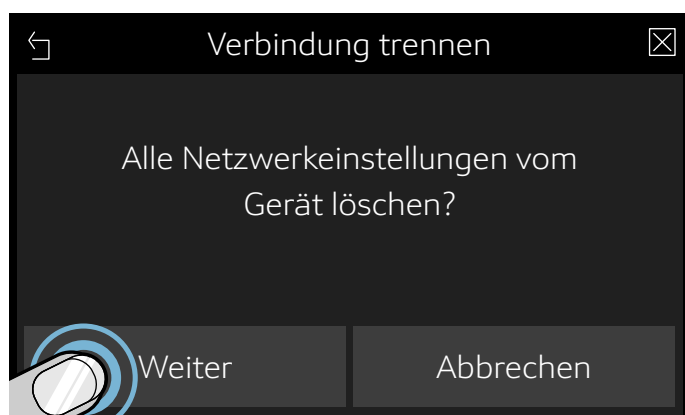 Verbindung trennen
Alle Netzwerkeinstellungen vom
Gerät löschen?
Weiter
Abbrechen